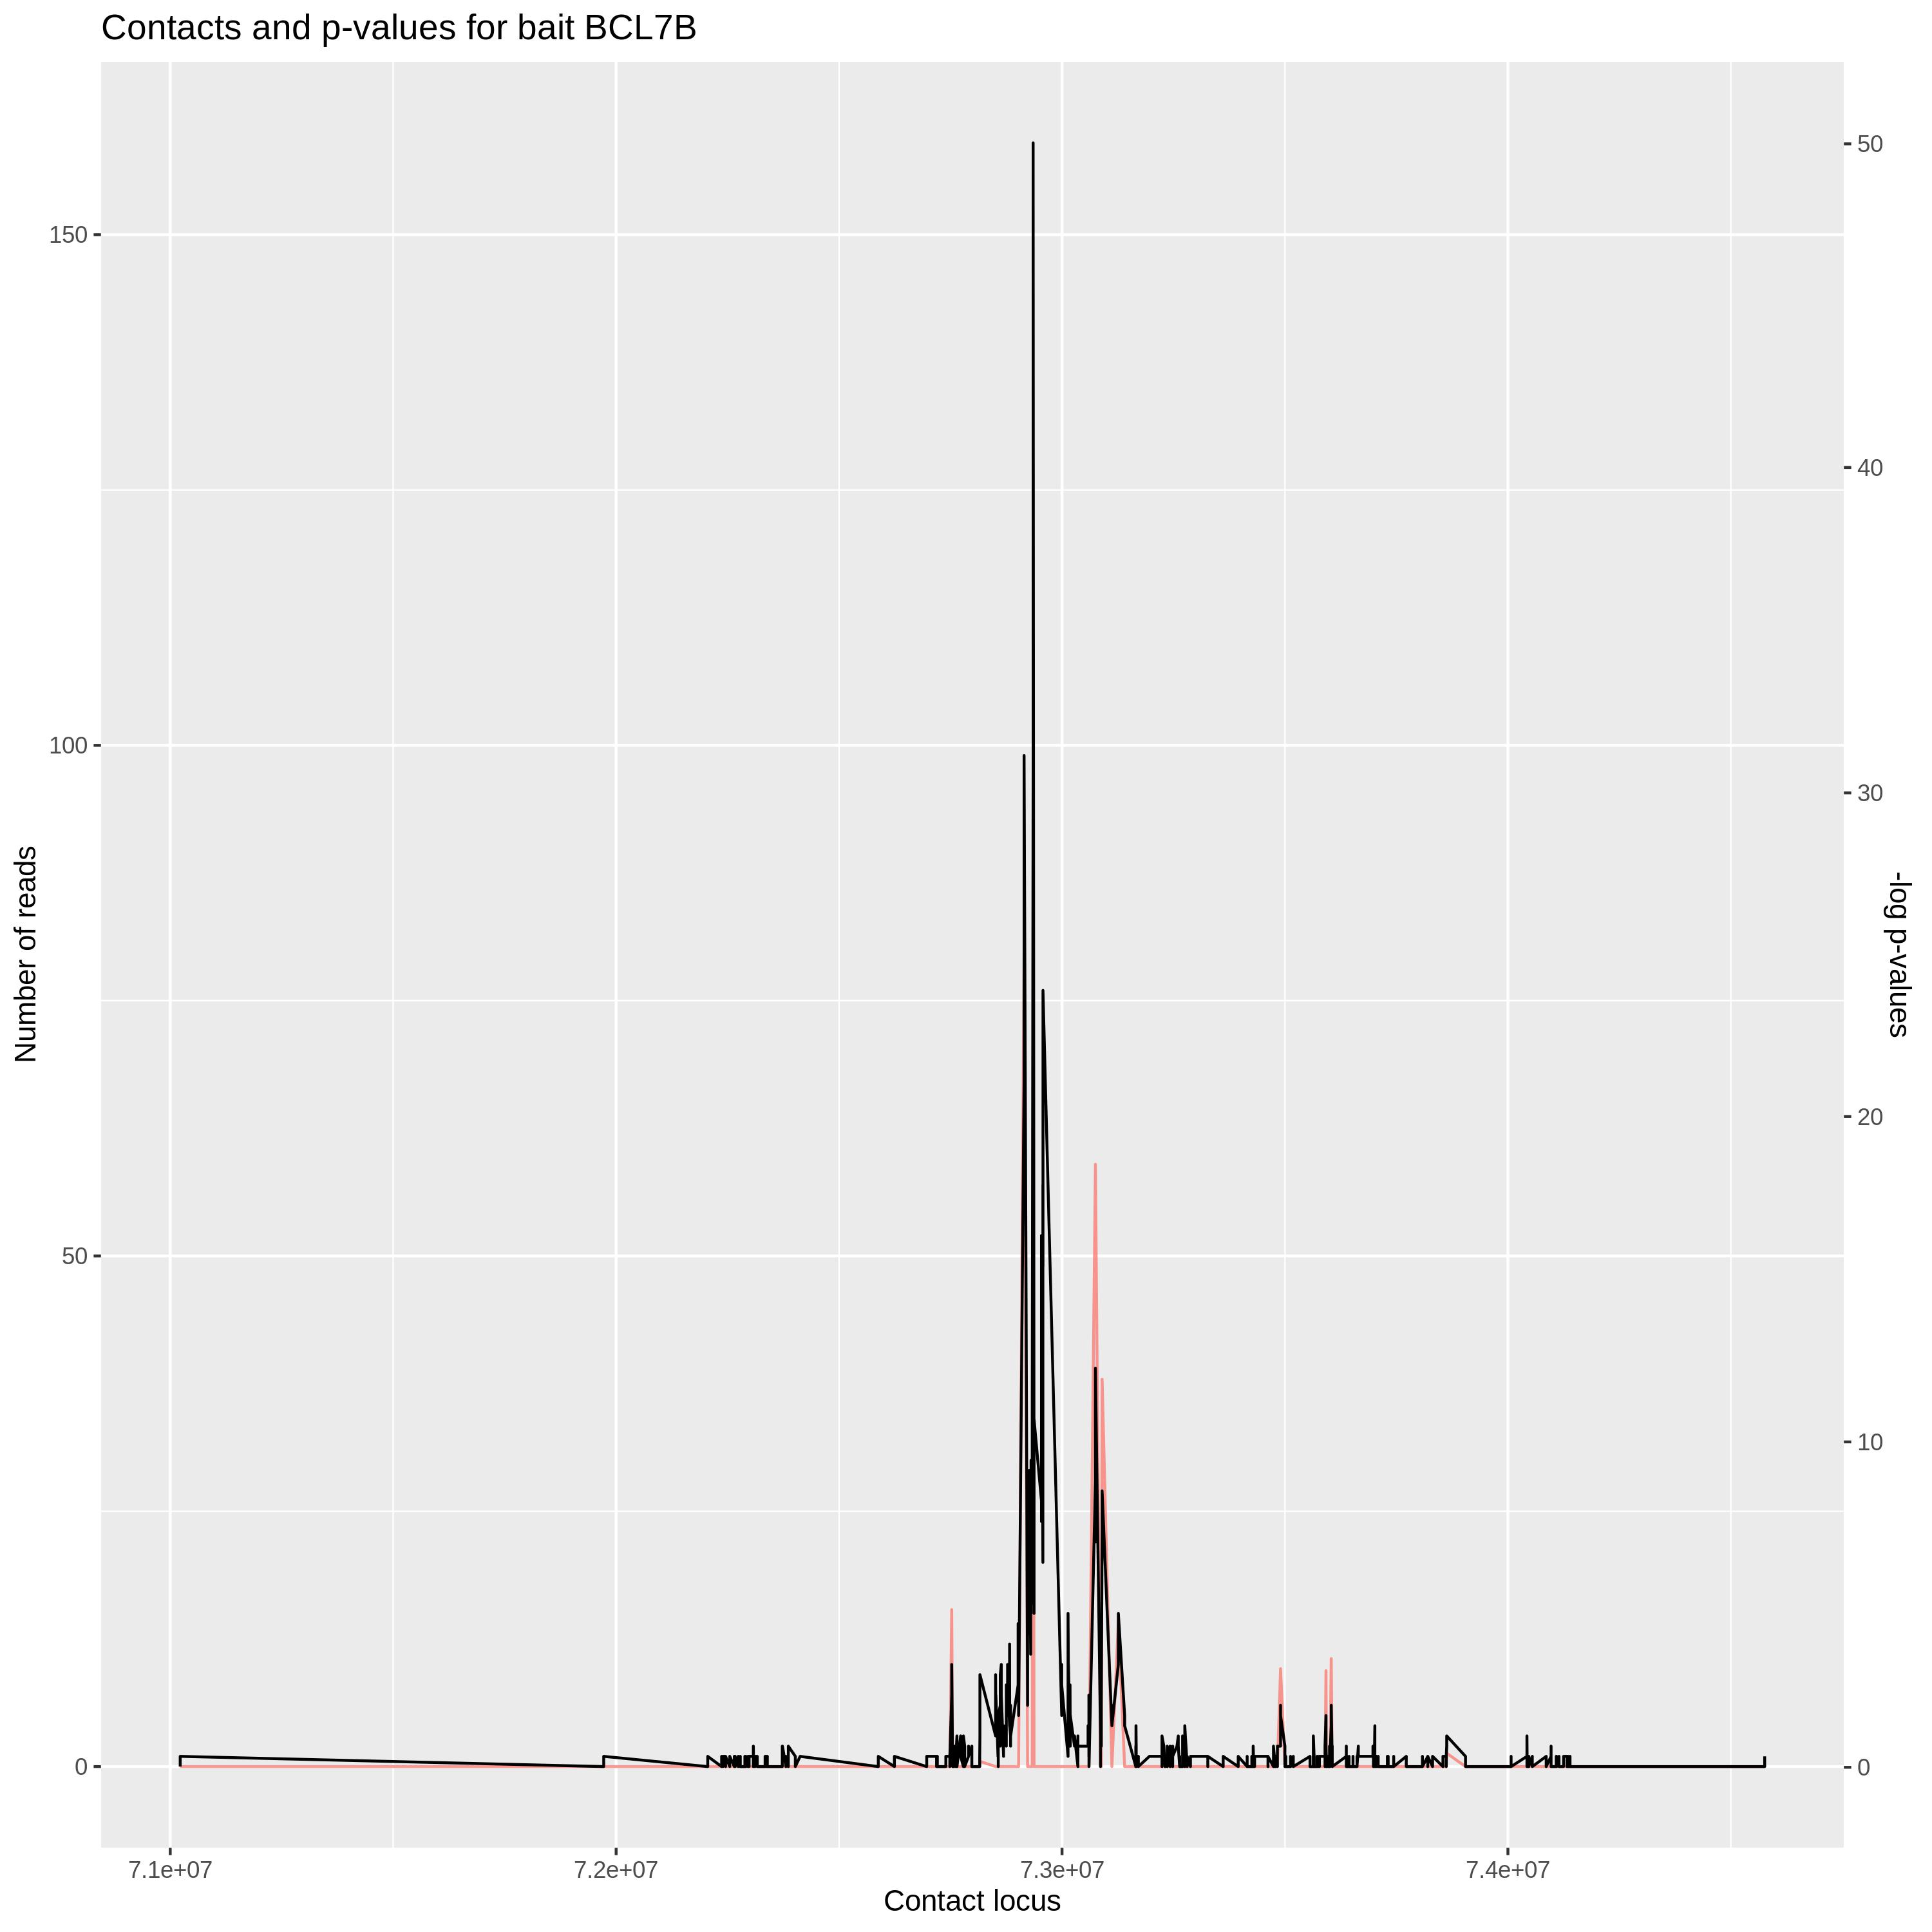 Contacts and p-values for bait BCL7B
150
100
50
0
Number of reads
50
40
30
20
10
0
-log p-values
7.1e+07
7.2e+07
7.3e+07
7.4e+07
Contact locus